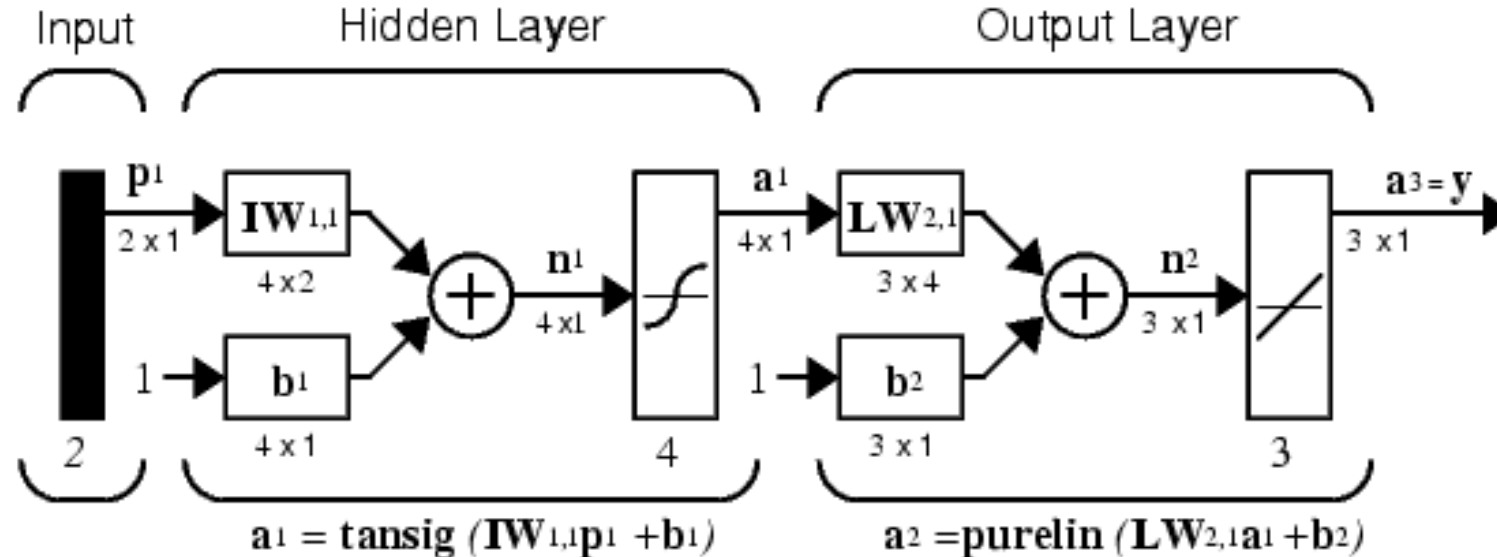 Input Hidden Layer Output Layer
p1 a1 a3 = y
IW1,1 LW2,1
2 x 1 4 x 1 3 x 1
4 x 2 n1 3 x 4 n2
4 x1 3 x 1
1 b1 1 b2
2 4 x 1 4 3 x 1 3
a1 = tansig (IW1,1p1 +b1) a2 =purelin (LW2,1a1 +b2)